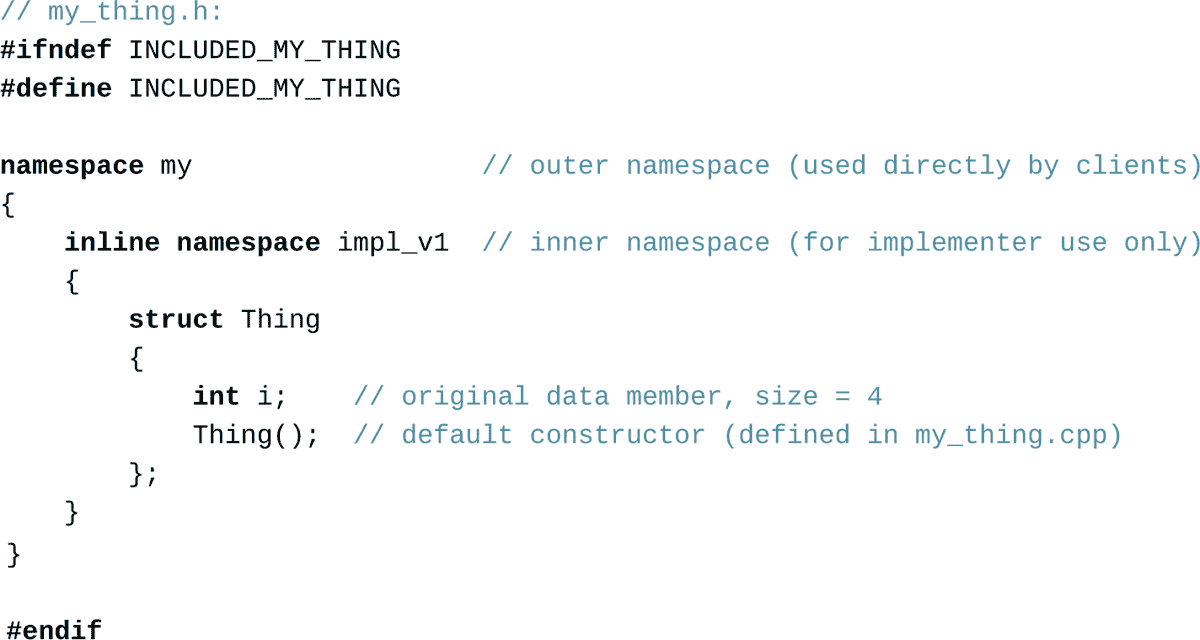 // my_thing.h:
#ifndef INCLUDED_MY_THING
#define INCLUDED_MY_THING

namespace my                  // outer namespace (used directly by clients)
{
    inline namespace impl_v1  // inner namespace (for implementer use only)
    {
        struct Thing
        {
            int i;    // original data member, size = 4
            Thing();  // default constructor (defined in my_thing.cpp)
        };
    }
}

#endif